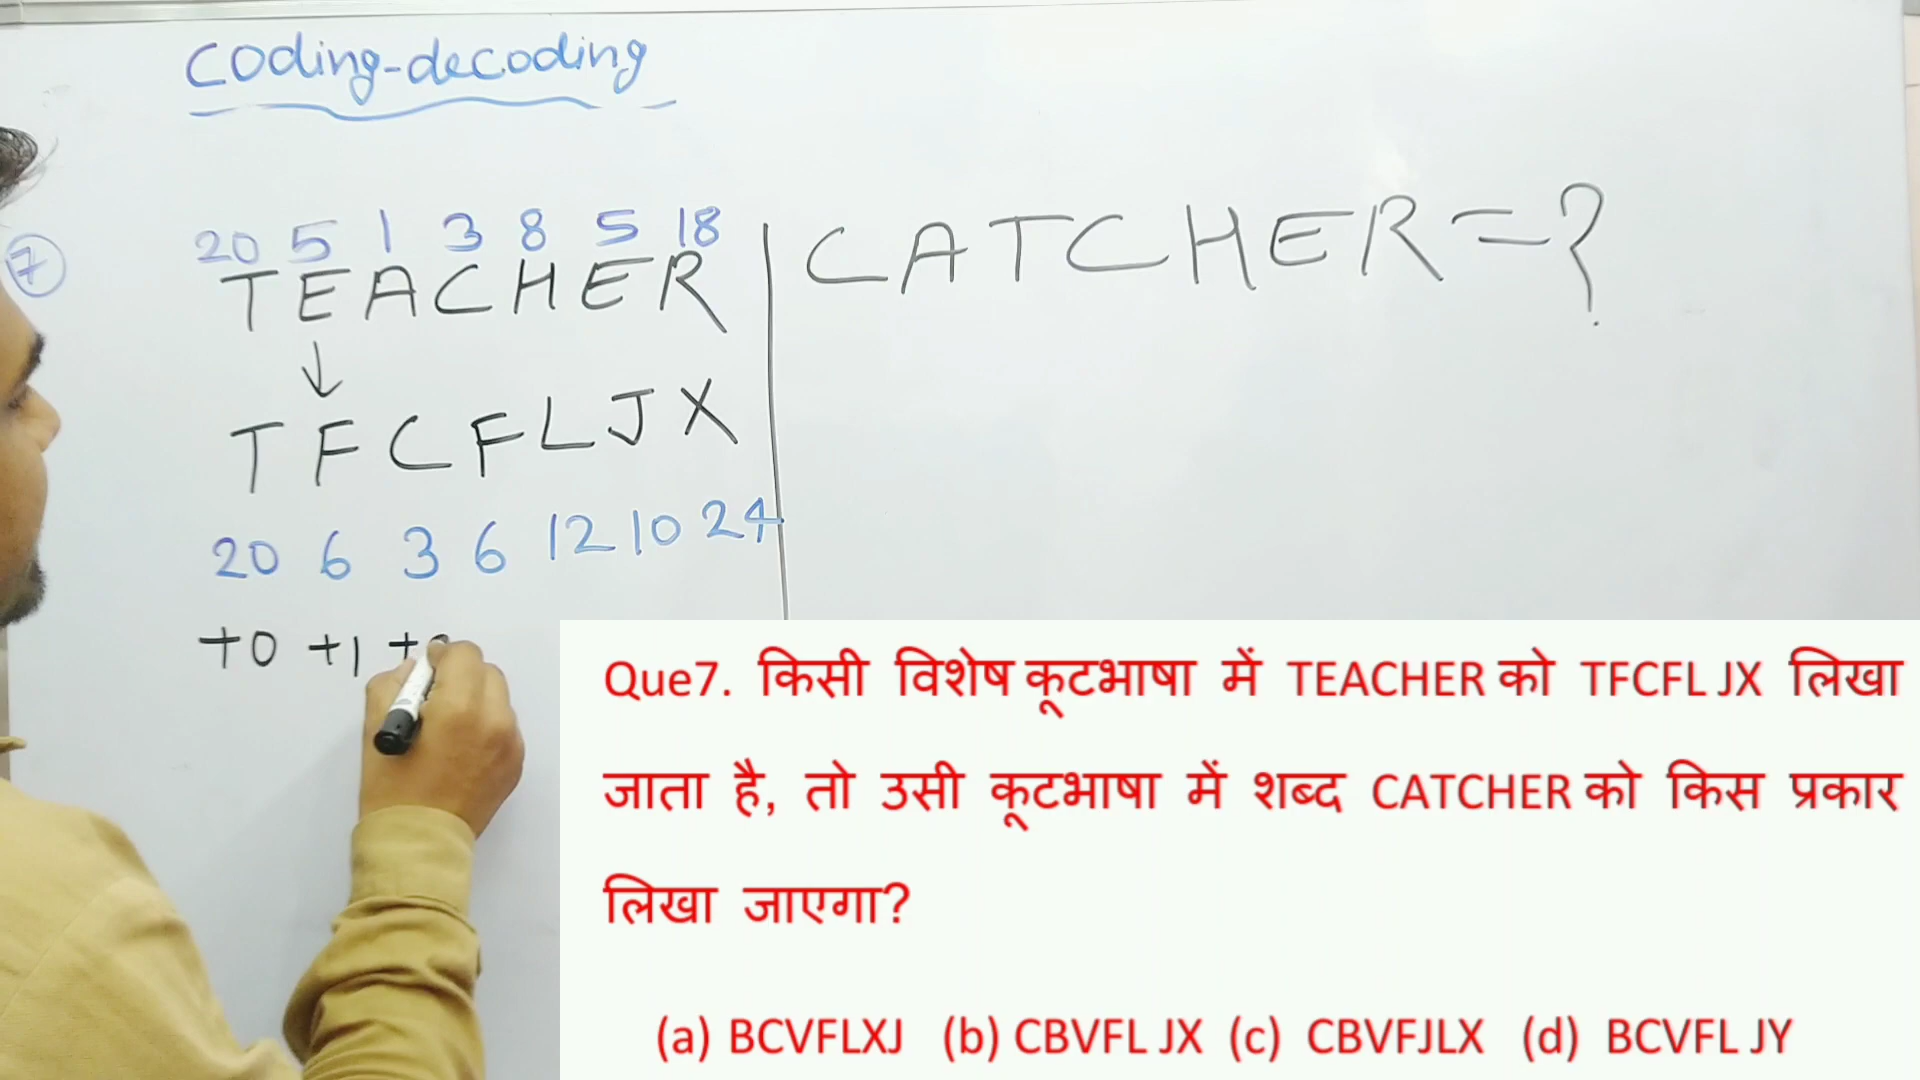 Coding-decoding
7
20 5 1 3 8 5 18
TEACHER
CATCHER=?
↓
TFCFLJX
20 6 3 6 12 10 24
+0 +1 +
Que7. किसी विशेष कूटभाषा में TEACHER को TFCFL JX लिखा
जाता है, तो उसी कूटभाषा में शब्द CATCHER को किस प्रकार
लिखा जाएगा?
(a) BCVFLXJ (b) CBVFL JX (c) CBVFJLX (d) BCVFL JY